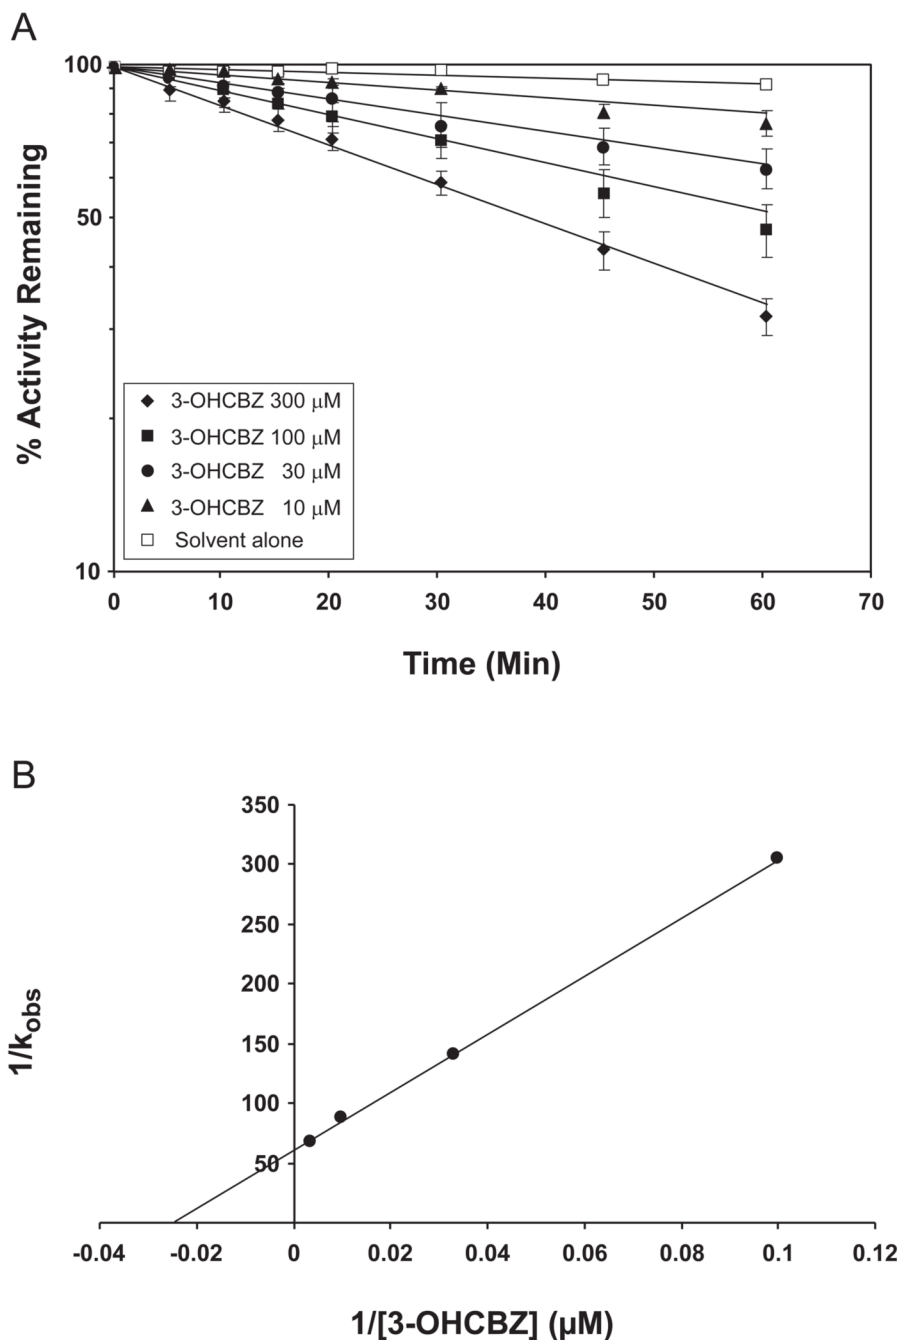 A
% Activity Remaining
100
50
10
3-OHCBZ 300 µM
3-OHCBZ 100 µM
3-OHCBZ 30 µM
3-OHCBZ 10 µM
Solvent alone
0 10 20 30 40 50 60 70
Time (Min)
B
1/kobs
350
300
250
200
150
100
50
-0.04 -0.02 0 0.02 0.04 0.06 0.08 0.1 0.12
1/[3-OHCBZ] (µM)